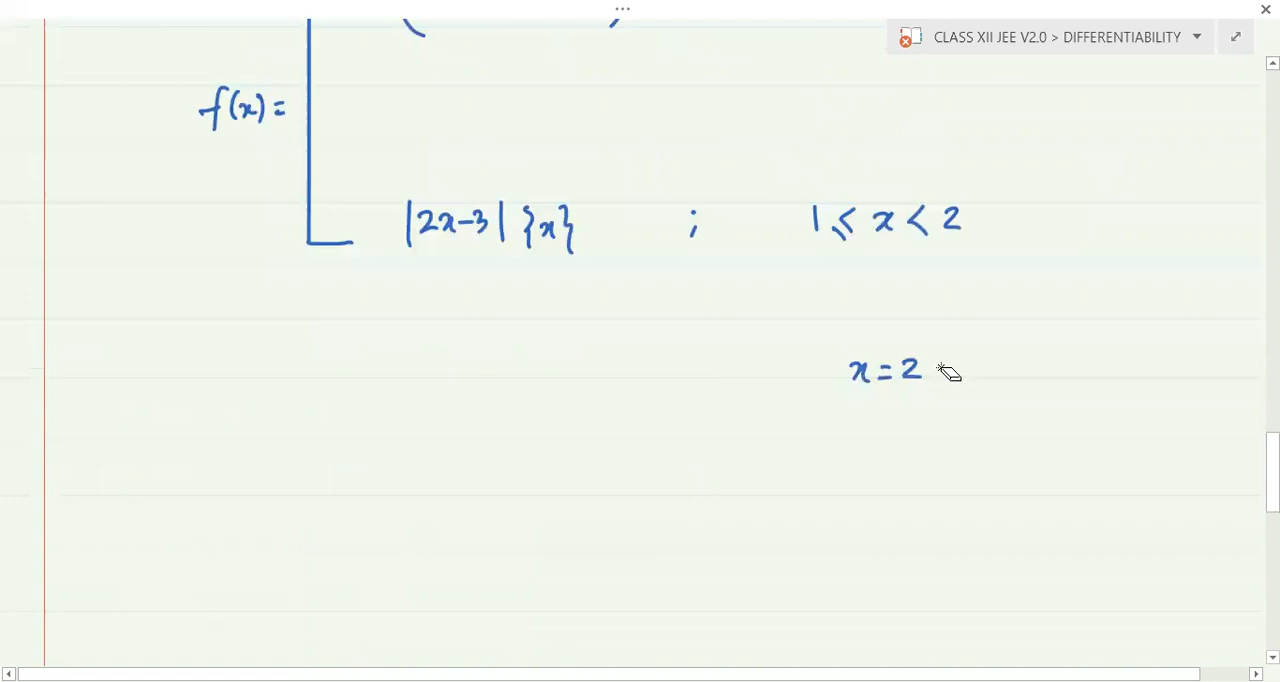 CLASS XII JEE V2.0 > DIFFERENTIABILITY
f(x) =
|2x-3| {x} ; 1 ≤ x < 2
x = 2